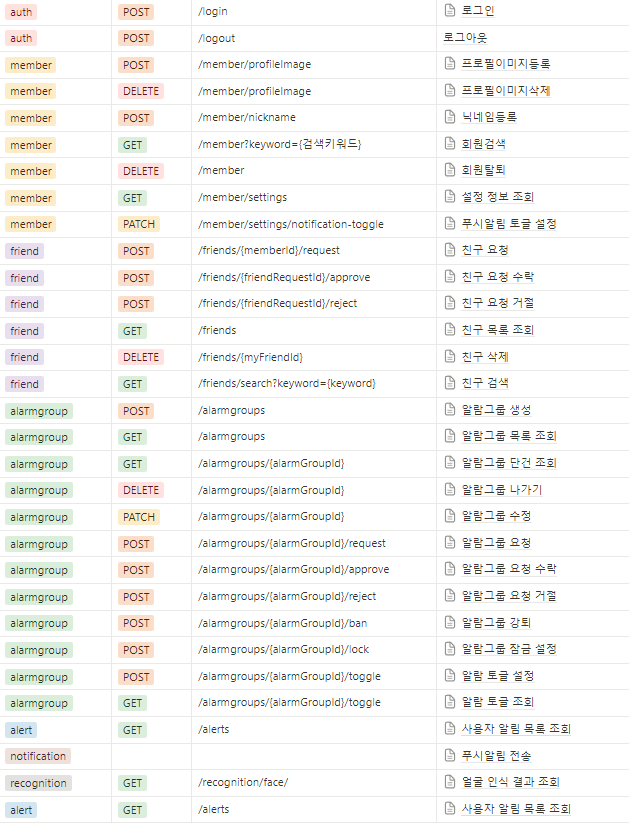 auth POST /login 로그인
auth POST /logout 로그아웃
member POST /member/profileImage 프로필이미지등록
member DELETE /member/profileImage 프로필이미지삭제
member POST /member/nickname 닉네임등록
member GET /member?keyword={검색키워드} 회원검색
member DELETE /member 회원탈퇴
member GET /member/settings 설정 정보 조회
member PATCH /member/settings/notification-toggle 푸시알림 토글 설정
friend POST /friends/{memberId}/request 친구 요청
friend POST /friends/{friendRequestId}/approve 친구 요청 수락
friend POST /friends/{friendRequestId}/reject 친구 요청 거절
friend GET /friends 친구 목록 조회
friend DELETE /friends/{myFriendId} 친구 삭제
friend GET /friends/search?keyword={keyword} 친구 검색
alarmgroup POST /alarmgroups 알람그룹 생성
alarmgroup GET /alarmgroups 알람그룹 목록 조회
alarmgroup GET /alarmgroups/{alarmGroupId} 알람그룹 단건 조회
alarmgroup DELETE /alarmgroups/{alarmGroupId} 알람그룹 나가기
alarmgroup PATCH /alarmgroups/{alarmGroupId} 알람그룹 수정
alarmgroup POST /alarmgroups/{alarmGroupId}/request 알람그룹 요청
alarmgroup POST /alarmgroups/{alarmGroupId}/approve 알람그룹 요청 수락
alarmgroup POST /alarmgroups/{alarmGroupId}/reject 알람그룹 요청 거절
alarmgroup POST /alarmgroups/{alarmGroupId}/ban 알람그룹 강퇴
alarmgroup POST /alarmgroups/{alarmGroupId}/lock 알람그룹 잠금 설정
alarmgroup POST /alarmgroups/{alarmGroupId}/toggle 알람 토글 설정
alarmgroup GET /alarmgroups/{alarmGroupId}/toggle 알람 토글 조회
alert GET /alerts 사용자 알림 목록 조회
notification 푸시알림 전송
recognition GET /recognition/face/ 얼굴 인식 결과 조회
alert GET /alerts 사용자 알림 목록 조회